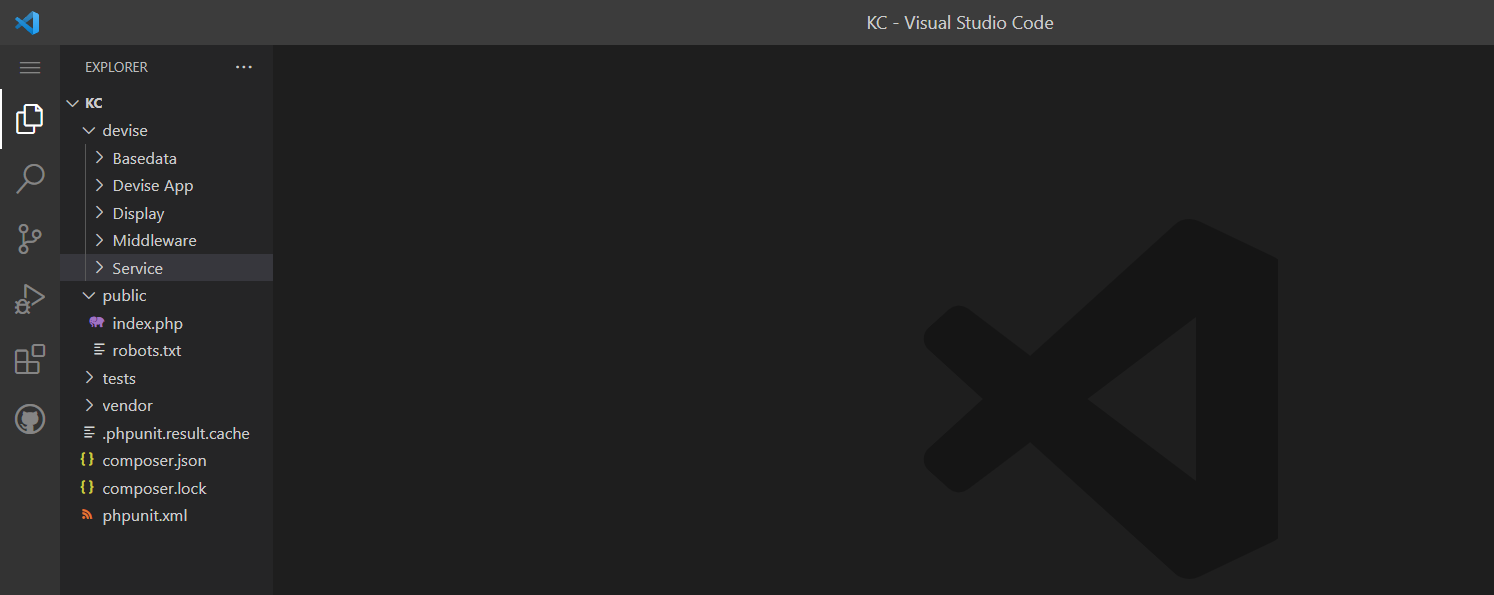 KC - Visual Studio Code
EXPLORER
KC
devise
Basedata
Devise App
Display
Middleware
Service
public
index.php
robots.txt
tests
vendor
.phpunit.result.cache
composer.json
composer.lock
phpunit.xml